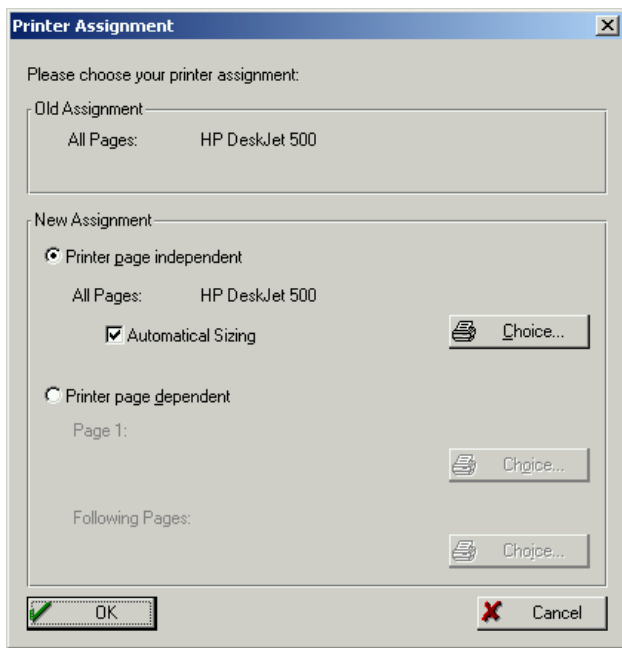 Printer Assignment
Please choose your printer assignment:
Old Assignment
All Pages: HP DeskJet 500
New Assignment
Printer page independent
All Pages: HP DeskJet 500
Automatical Sizing
Choice...
Printer page dependent
Page 1:
Choice...
Following Pages:
Choice...
OK
Cancel